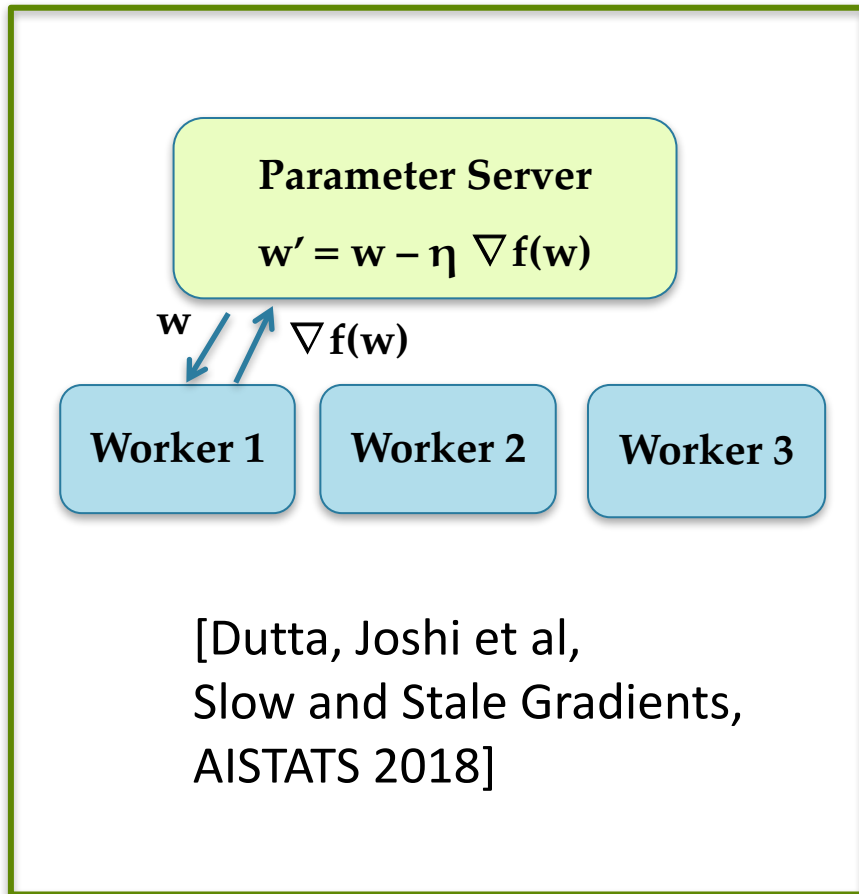 Parameter Server
w′ = w – η ∇f(w)
w
∇f(w)
Worker 1
Worker 2
Worker 3
[Dutta, Joshi et al,
Slow and Stale Gradients,
AISTATS 2018]